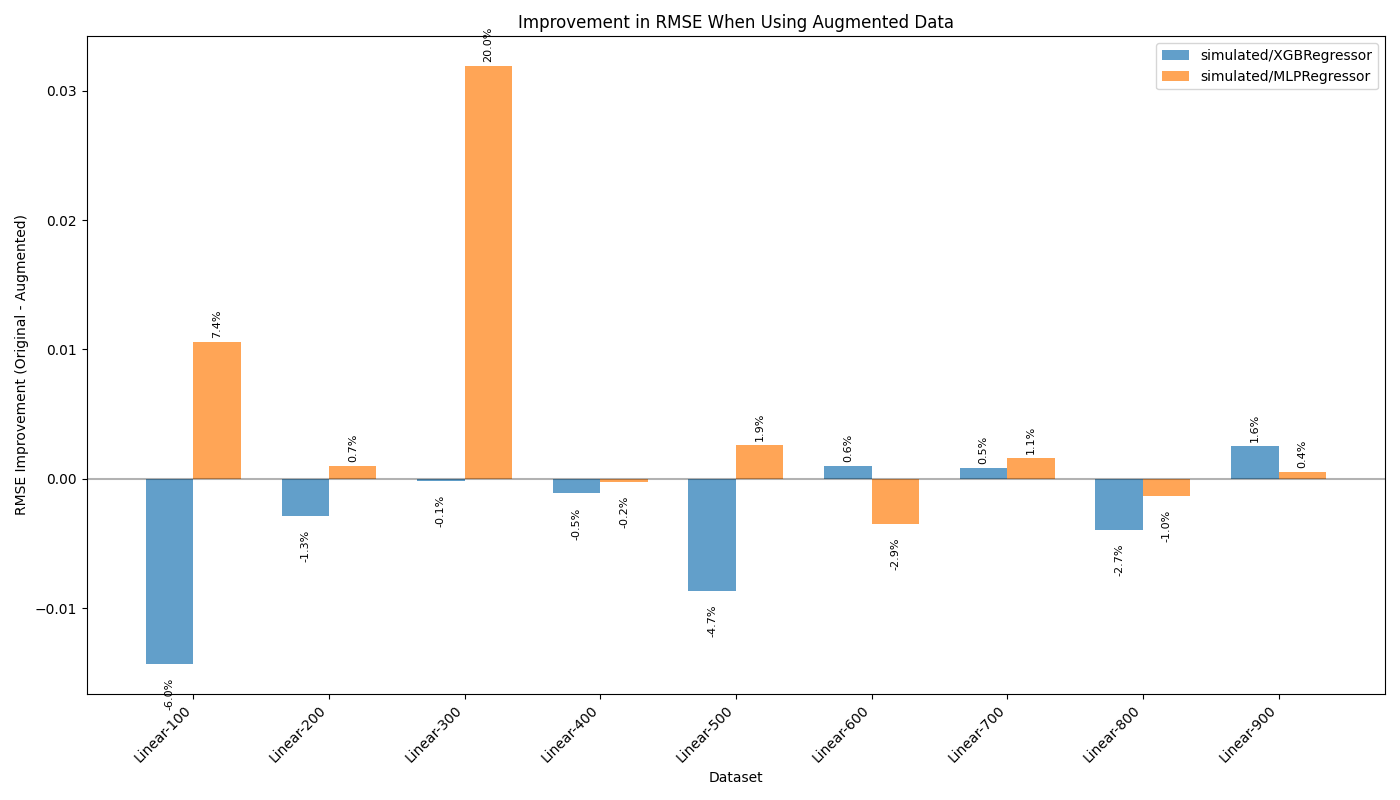 Improvement in RMSE When Using Augmented Data
simulated/XGBRegressor
simulated/MLPRegressor
RMSE Improvement (Original - Augmented)
0.03
0.02
0.01
0.00
−0.01
-6.0%
7.4%
-1.3%
0.7%
-0.1%
20.0%
-0.5%
-0.2%
-4.7%
1.9%
0.6%
-2.9%
0.5%
1.1%
-2.7%
-1.0%
1.6%
0.4%
Linear-100
Linear-200
Linear-300
Linear-400
Linear-500
Linear-600
Linear-700
Linear-800
Linear-900
Dataset